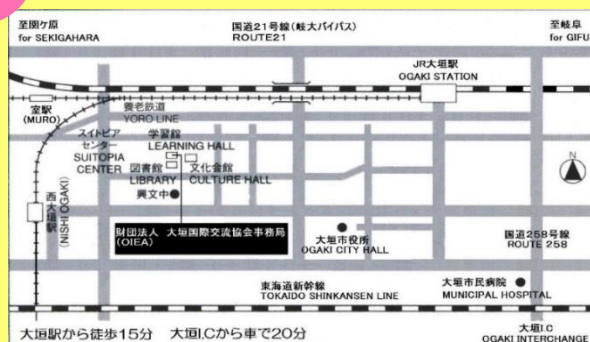 至関ケ原
for SEKIGAHARA
国道21号線(岐大バイパス)
ROUTE21
至岐阜
for GIFU
JR大垣駅
OGAKI STATION
室駅
(MURO)
養老鉄道
YORO LINE
スイトピア
センター
SUITOPIA
CENTER
学習館
LEARNING HALL
図書館
LIBRARY
文化会館
CULTURE HALL
興文中
N
西大垣駅
(NISHI OGAKI)
財団法人 大垣国際交流協会事務局
(OIEA)
大垣市役所
OGAKI CITY HALL
国道258号線
ROUTE 258
東海道新幹線
TOKAIDO SHINKANSEN LINE
大垣市民病院
MUNICIPAL HOSPITAL
大垣駅から徒歩15分 大垣I.Cから車で20分
大垣I.C
OGAKI INTERCHANGE